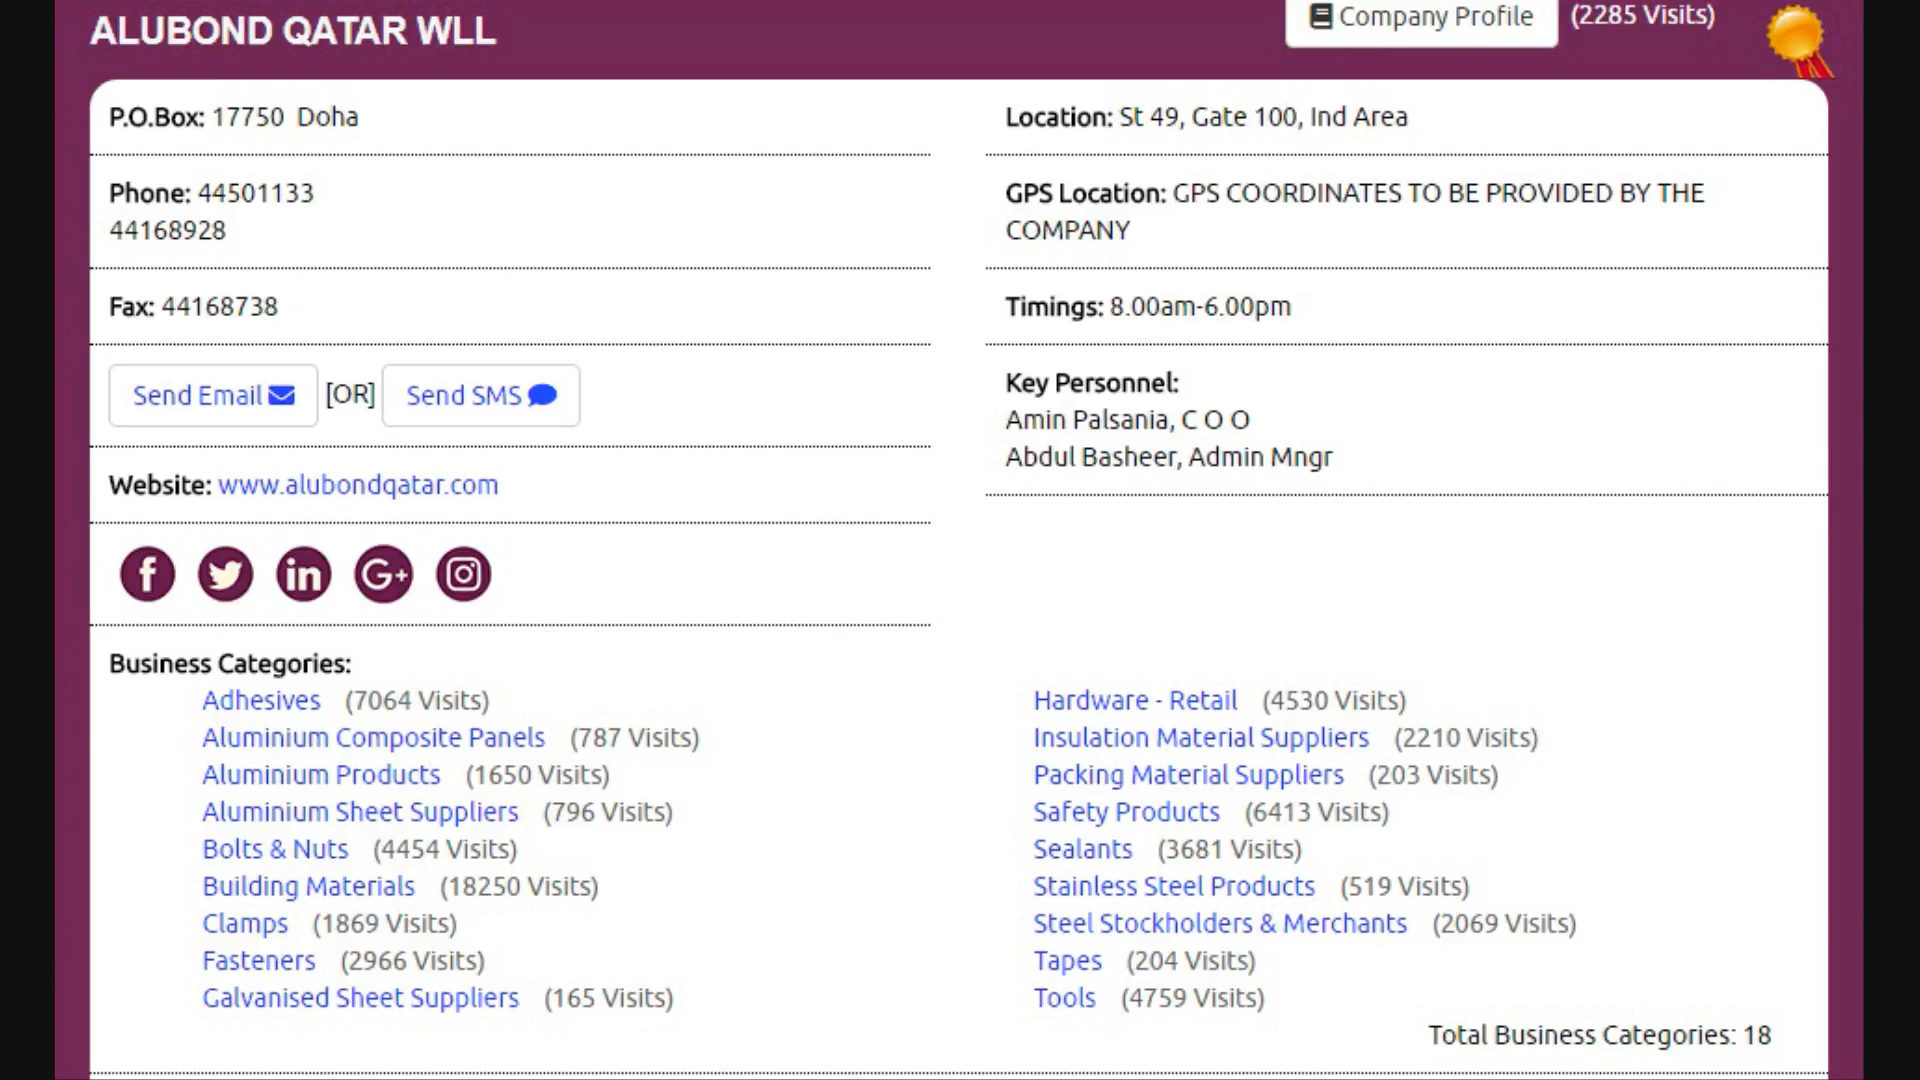 ALUBOND QATAR WLL
Company Profile (2285 Visits)
P.O.Box: 17750 Doha
Phone: 44501133
44168928
Fax: 44168738
Send Email [OR] Send SMS
Website: www.alubondqatar.com
Location: St 49, Gate 100, Ind Area
GPS Location: GPS COORDINATES TO BE PROVIDED BY THE
COMPANY
Timings: 8.00am-6.00pm
Key Personnel:
Amin Palsania, C O O
Abdul Basheer, Admin Mngr
Business Categories:
Adhesives (7064 Visits)
Aluminium Composite Panels (787 Visits)
Aluminium Products (1650 Visits)
Aluminium Sheet Suppliers (796 Visits)
Bolts & Nuts (4454 Visits)
Building Materials (18250 Visits)
Clamps (1869 Visits)
Fasteners (2966 Visits)
Galvanised Sheet Suppliers (165 Visits)
Hardware - Retail (4530 Visits)
Insulation Material Suppliers (2210 Visits)
Packing Material Suppliers (203 Visits)
Safety Products (6413 Visits)
Sealants (3681 Visits)
Stainless Steel Products (519 Visits)
Steel Stockholders & Merchants (2069 Visits)
Tapes (204 Visits)
Tools (4759 Visits)
Total Business Categories: 18